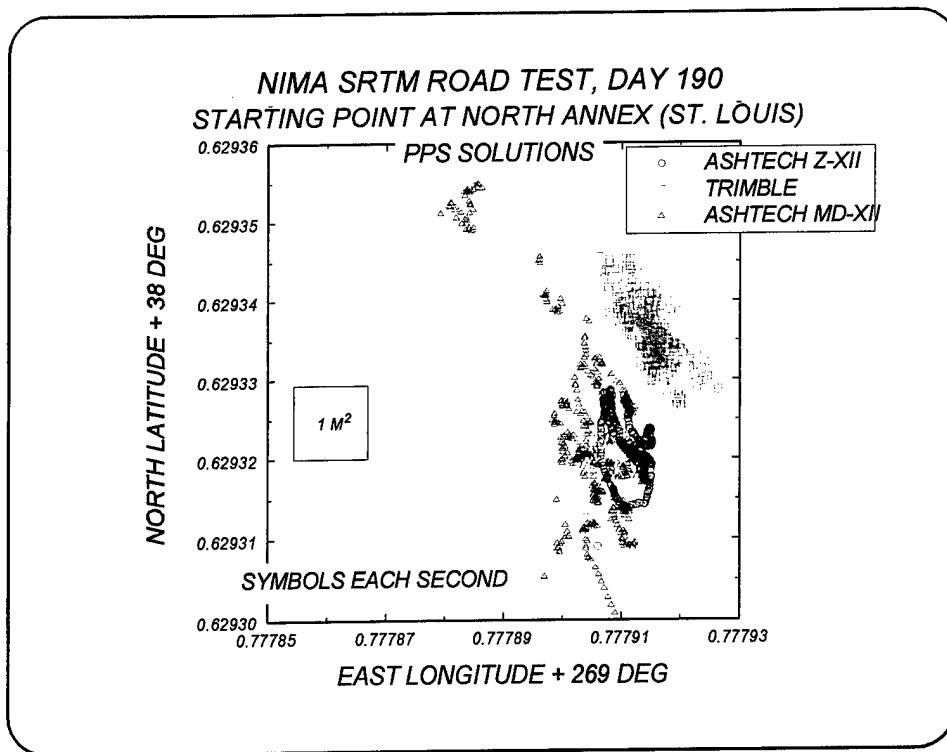 NIMA SRTM ROAD TEST, DAY 190
STARTING POINT AT NORTH ANNEX (ST. LOUIS)
PPS SOLUTIONS
ASHTECH Z-XII
TRIMBLE
ASHTECH MD-XII
NORTH LATITUDE + 38 DEG
0.62936
0.62935
0.62934
0.62933
0.62932
0.62931
0.62930
1 M²
SYMBOLS EACH SECOND
0.77785
0.77787
0.77789
0.77791
0.77793
EAST LONGITUDE + 269 DEG